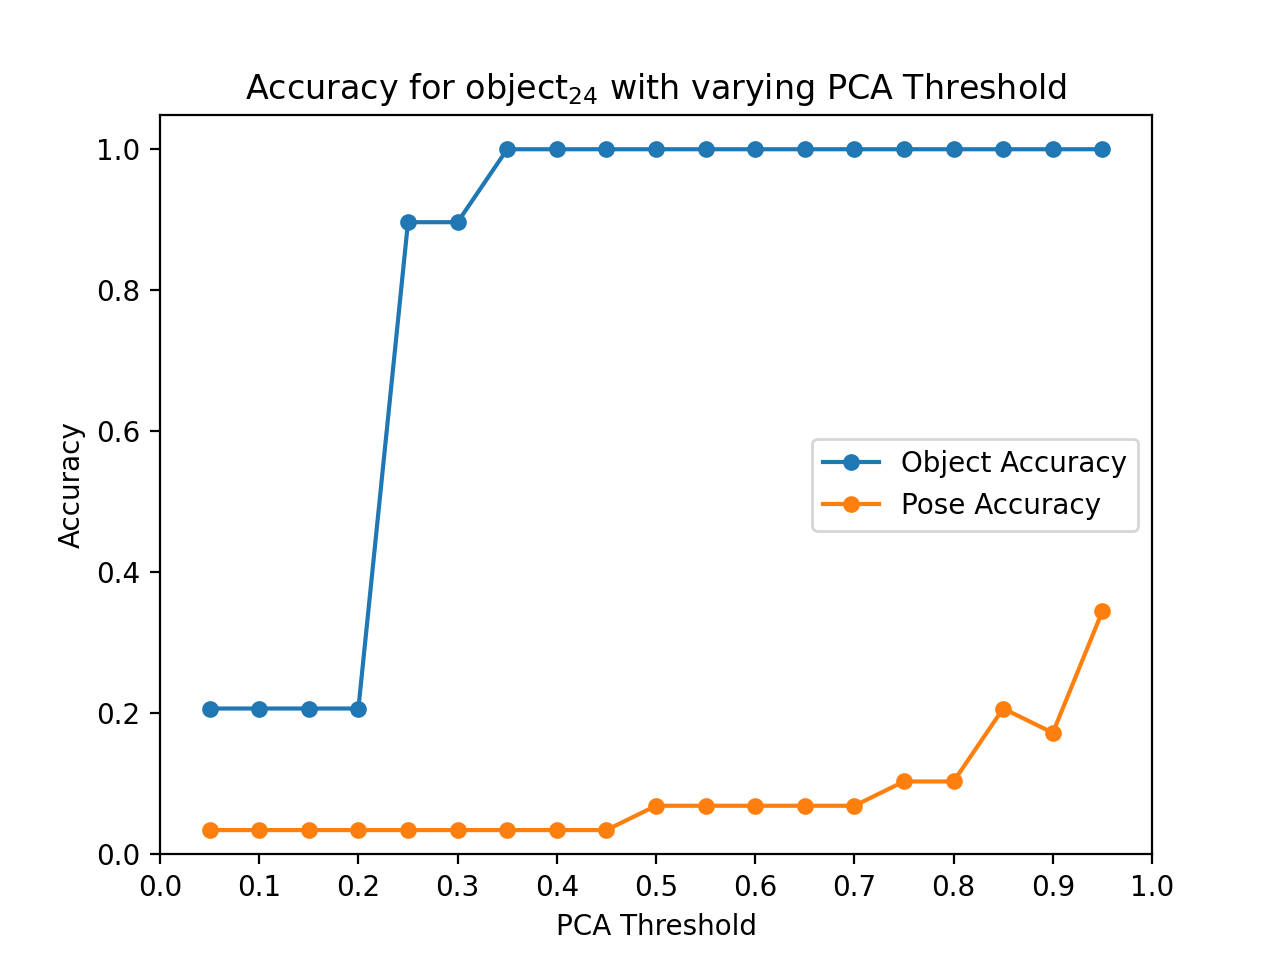 Accuracy for object₂₄ with varying PCA Threshold
1.0
0.8
0.6
0.4
0.2
0.0
Accuracy
Object Accuracy
Pose Accuracy
0.0 0.1 0.2 0.3 0.4 0.5 0.6 0.7 0.8 0.9 1.0
PCA Threshold